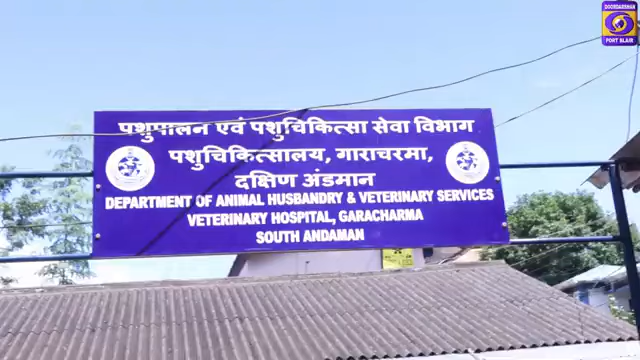 DOORDARSHAN
PORT BLAIR
पशुपालन एवं पशुचिकित्सा सेवा विभाग
पशुचिकित्सालय, गाराचरमा,
दक्षिण अंडमान
DEPARTMENT OF ANIMAL HUSBANDRY & VETERINARY SERVICES
VETERINARY HOSPITAL, GARACHARMA
SOUTH ANDAMAN